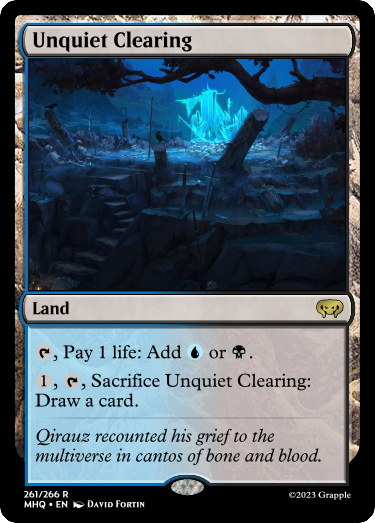 Unquiet Clearing
Land
, Pay 1 life: Add or .
1, , Sacrifice Unquiet Clearing:
Draw a card.
Qirauz recounted his grief to the
multiverse in cantos of bone and blood.
261/266 R
MHQ • EN David Fortin
©2023 Grapple